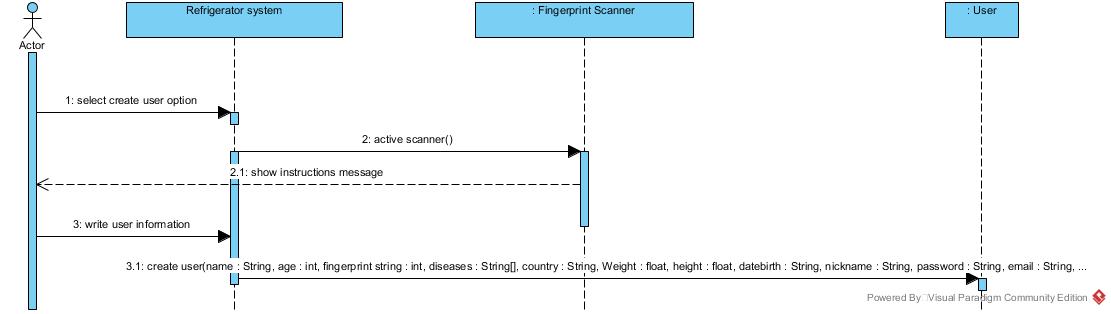 Refrigerator system
: Fingerprint Scanner
: User
Actor
1: select create user option
2: active scanner()
2.1: show instructions message
3: write user information
3.1: create user(name : String, age : int, fingerprint string : int, diseases : String[], country : String, Weight : float, height : float, datebirth : String, nickname : String, password : String, email : String, ...
Powered By Visual Paradigm Community Edition